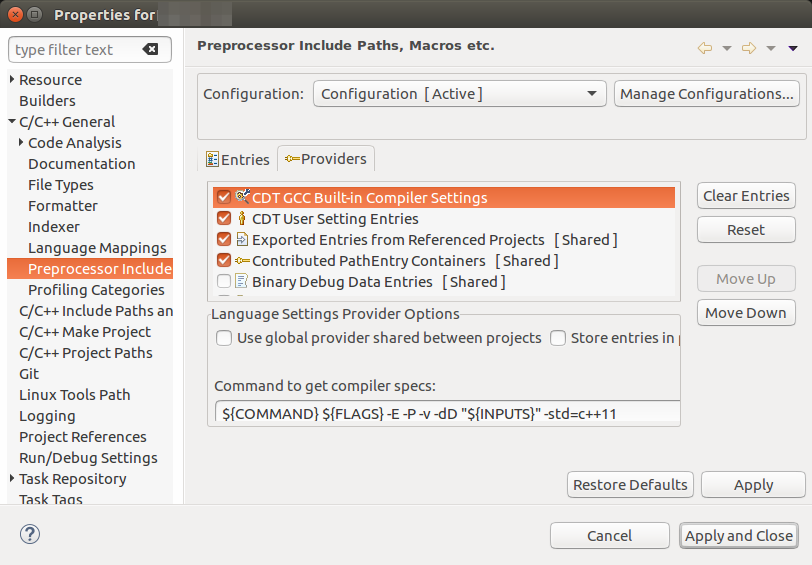 Properties for
type filter text
Resource
Builders
C/C++ General
Code Analysis
Documentation
File Types
Formatter
Indexer
Language Mappings
Preprocessor Include
Profiling Categories
C/C++ Include Paths an
C/C++ Make Project
C/C++ Project Paths
Git
Linux Tools Path
Logging
Project References
Run/Debug Settings
Task Repository
Task Tags
Preprocessor Include Paths, Macros etc.
Configuration: Configuration [ Active ] Manage Configurations...
Entries Providers
CDT GCC Built-in Compiler Settings
CDT User Setting Entries
Exported Entries from Referenced Projects [ Shared ]
Contributed PathEntry Containers [ Shared ]
Binary Debug Data Entries [ Shared ]
Clear Entries
Reset
Move Up
Move Down
Language Settings Provider Options
Use global provider shared between projects Store entries in p
Command to get compiler specs:
${COMMAND} ${FLAGS} -E -P -v -dD "${INPUTS}" -std=c++11
Restore Defaults Apply
? Cancel Apply and Close